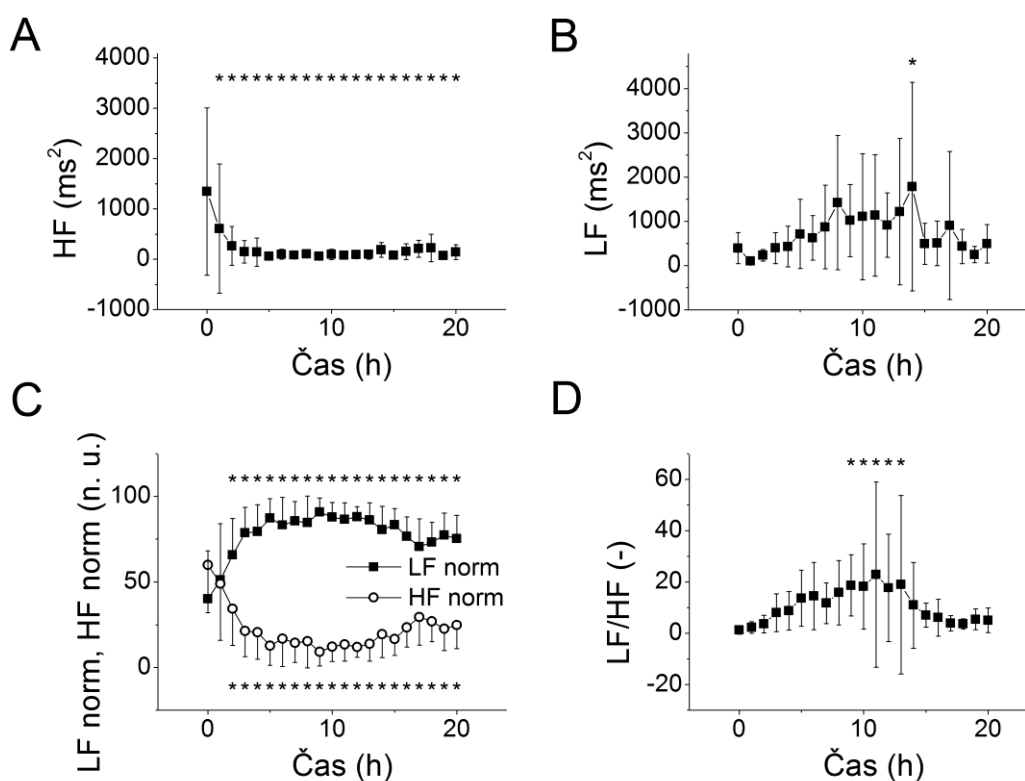 A
4000
3000
2000
1000
0
-1000
HF (ms²)
* * * * * * * * * * * * * * * * * * * *
0 10 20
Čas (h)
B
4000
3000
2000
1000
0
-1000
LF (ms²)
*
0 10 20
Čas (h)
C
100
50
0
LF norm, HF norm (n. u.)
* * * * * * * * * * * * * * * * * * *
LF norm
HF norm
* * * * * * * * * * * * * * * * * * *
0 10 20
Čas (h)
D
60
40
20
0
-20
LF/HF (-)
* * * * *
0 10 20
Čas (h)